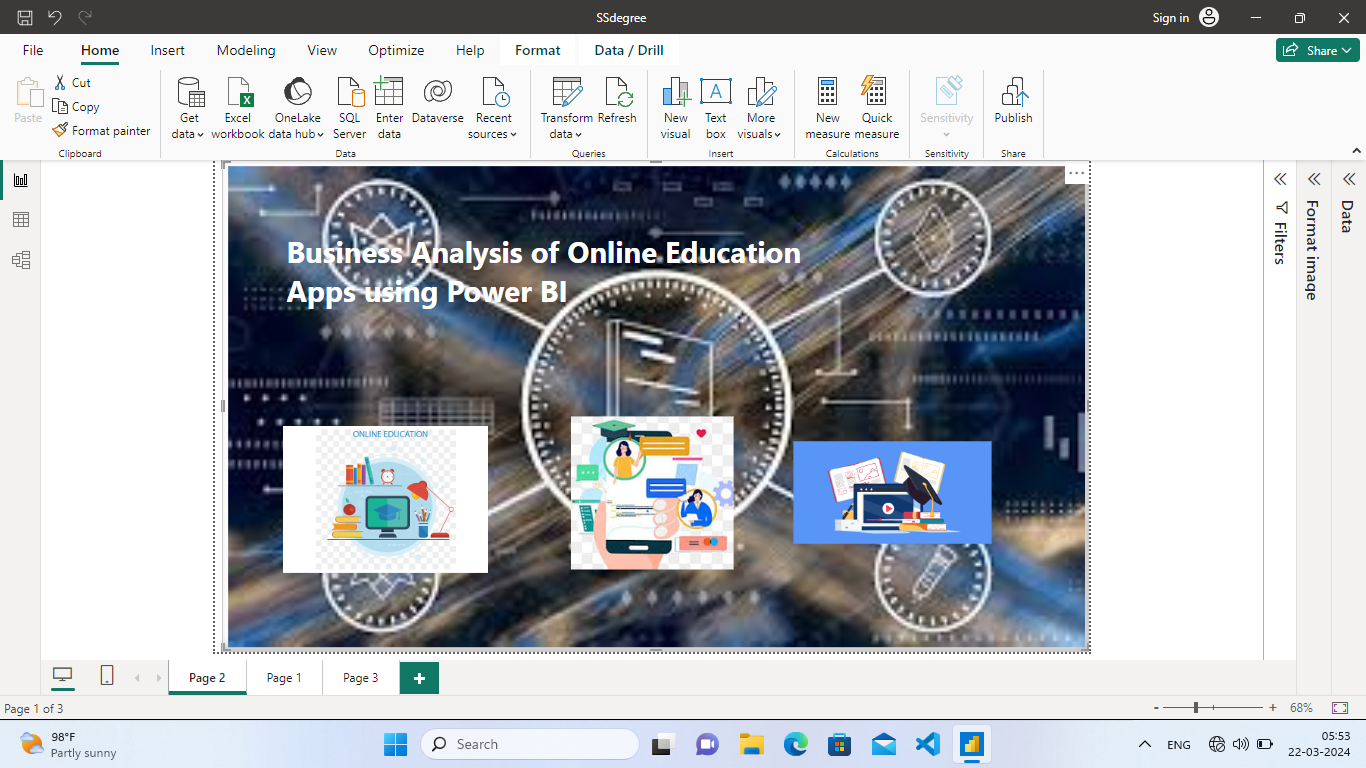 SSdegree
Sign in
File Home Insert Modeling View Optimize Help Format Data / Drill
Share
Paste
Cut
Copy
Format painter
Clipboard
Get data
Excel workbook
OneLake data hub
SQL Server
Enter data
Dataverse
Recent sources
Data
Transform data
Refresh
Queries
New visual
Text box
More visuals
Insert
New measure
Quick measure
Calculations
Sensitivity
Sensitivity
Publish
Share
Business Analysis of Online Education
Apps using Power BI
ONLINE EDUCATION
Filters
Format image
Data
Page 2 Page 1 Page 3
Page 1 of 3
- + 68%
98°F
Partly sunny
Search
ENG
05:53
22-03-2024